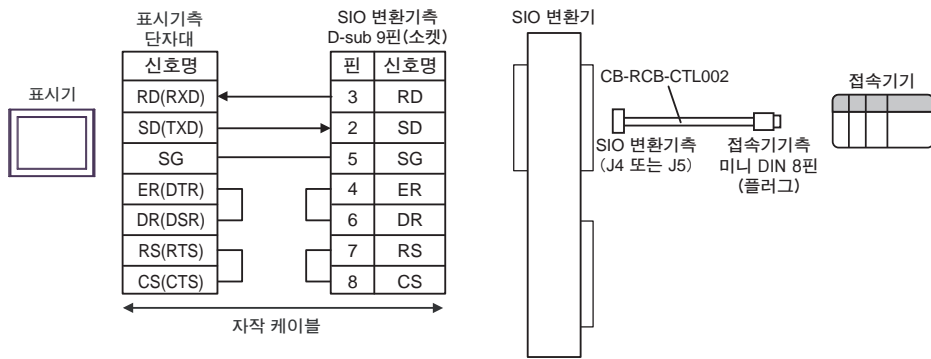 표시기측
단자대
SIO 변환기측
D-sub 9핀(소켓)
SIO 변환기
신호명
핀 신호명
RD(RXD) 3 RD
SD(TXD) 2 SD
SG 5 SG
ER(DTR) 4 ER
DR(DSR) 6 DR
RS(RTS) 7 RS
CS(CTS) 8 CS
표시기
자작 케이블
CB-RCB-CTL002
접속기기
SIO 변환기측
(J4 또는 J5)
접속기기측
미니 DIN 8핀
(플러그)